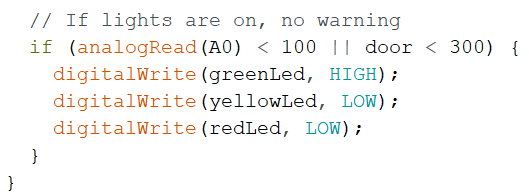 // If lights are on, no warning
if (analogRead(A0) < 100 || door < 300) {
digitalWrite(greenLed, HIGH);
digitalWrite(yellowLed, LOW);
digitalWrite(redLed, LOW);
}
}